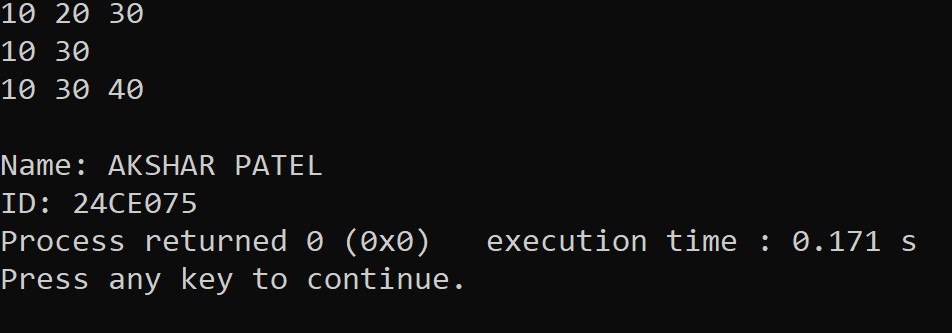 10 20 30
10 30
10 30 40
Name: AKSHAR PATEL
ID: 24CE075
Process returned 0 (0x0)   execution time : 0.171 s
Press any key to continue.